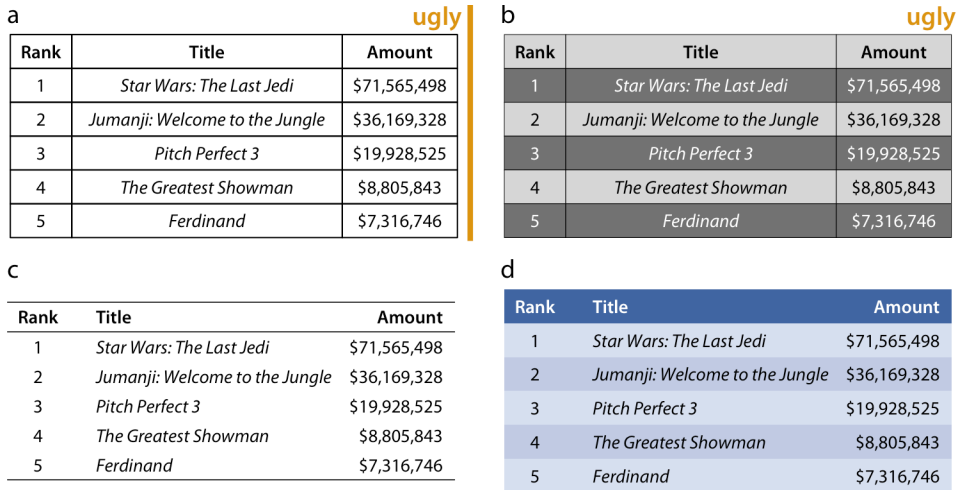 a
ugly
Rank Title Amount
1 Star Wars: The Last Jedi $71,565,498
2 Jumanji: Welcome to the Jungle $36,169,328
3 Pitch Perfect 3 $19,928,525
4 The Greatest Showman $8,805,843
5 Ferdinand $7,316,746
b
ugly
Rank Title Amount
1 Star Wars: The Last Jedi $71,565,498
2 Jumanji: Welcome to the Jungle $36,169,328
3 Pitch Perfect 3 $19,928,525
4 The Greatest Showman $8,805,843
5 Ferdinand $7,316,746
c
Rank Title Amount
1 Star Wars: The Last Jedi $71,565,498
2 Jumanji: Welcome to the Jungle $36,169,328
3 Pitch Perfect 3 $19,928,525
4 The Greatest Showman $8,805,843
5 Ferdinand $7,316,746
d
Rank Title Amount
1 Star Wars: The Last Jedi $71,565,498
2 Jumanji: Welcome to the Jungle $36,169,328
3 Pitch Perfect 3 $19,928,525
4 The Greatest Showman $8,805,843
5 Ferdinand $7,316,746